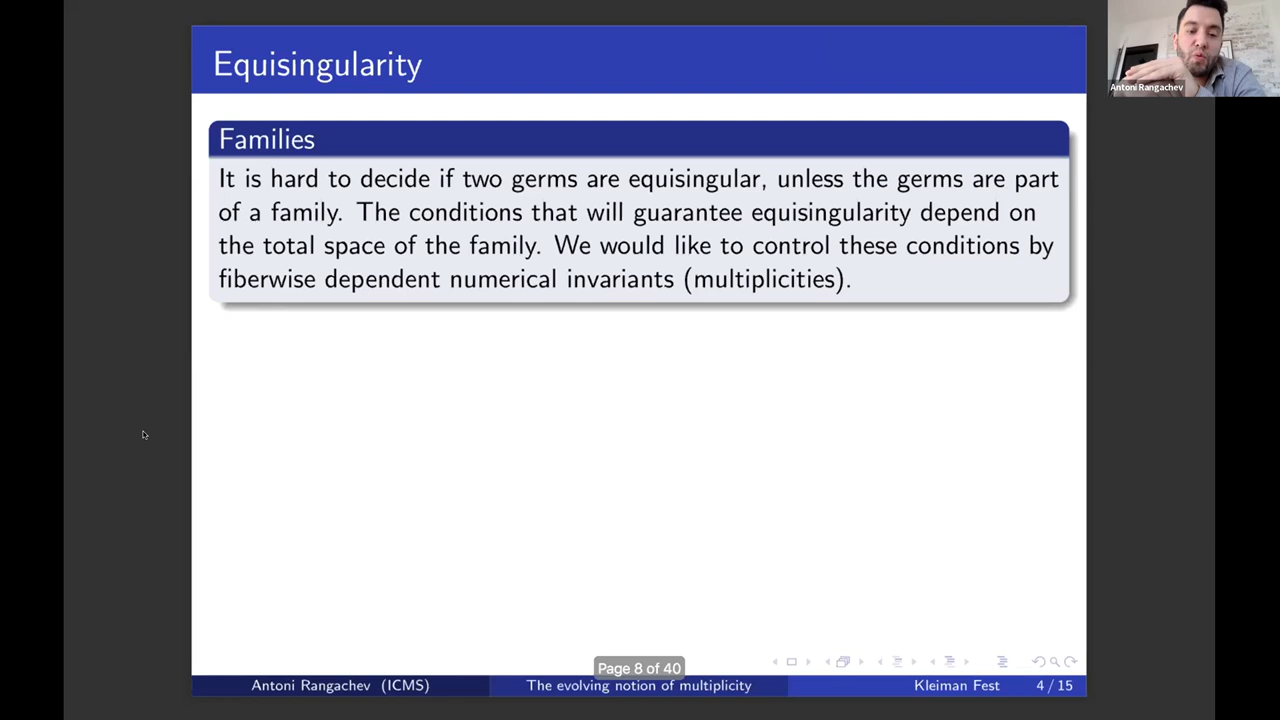 Equisingularity
Families
It is hard to decide if two germs are equisingular, unless the germs are part
of a family. The conditions that will guarantee equisingularity depend on
the total space of the family. We would like to control these conditions by
fiberwise dependent numerical invariants (multiplicities).
Antoni Rangachev
Page 8 of 40
Antoni Rangachev (ICMS)
The evolving notion of multiplicity
Kleiman Fest
4 / 15